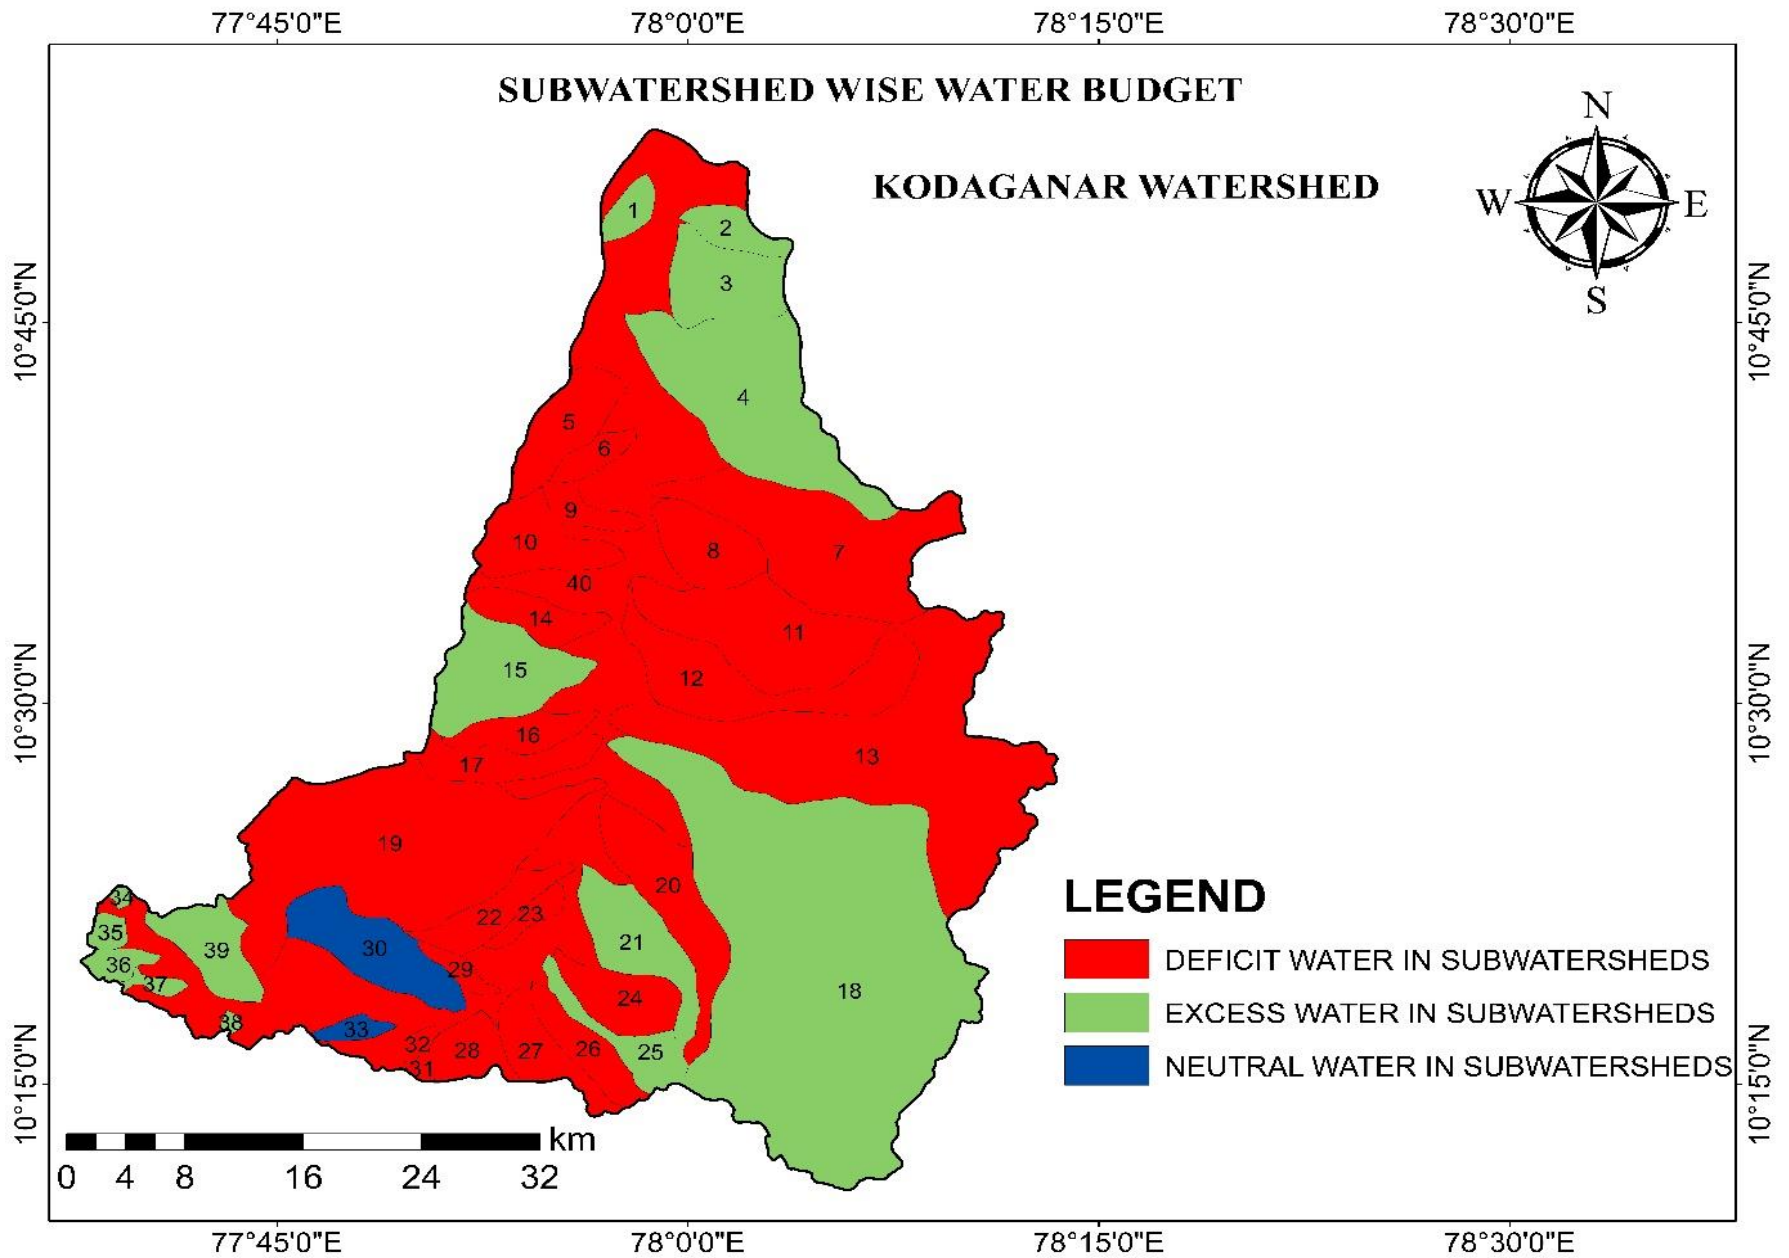 77°45'0"E 78°0'0"E 78°15'0"E 78°30'0"E
SUBWATERSHED WISE WATER BUDGET
KODAGANAR WATERSHED
N
W E
S
10°45'0"N 10°45'0"N
10°30'0"N 10°30'0"N
10°15'0"N 10°15'0"N
1
2
3
4
5
6
9
10
8
7
40
14
11
15
12
16
17
13
19
20
34
22
23
35
39
30
21
36
29
37
24
18
38
33
32
28
27
26
25
31
LEGEND
DEFICIT WATER IN SUBWATERSHEDS
EXCESS WATER IN SUBWATERSHEDS
NEUTRAL WATER IN SUBWATERSHEDS
km
0 4 8 16 24 32
77°45'0"E 78°0'0"E 78°15'0"E 78°30'0"E